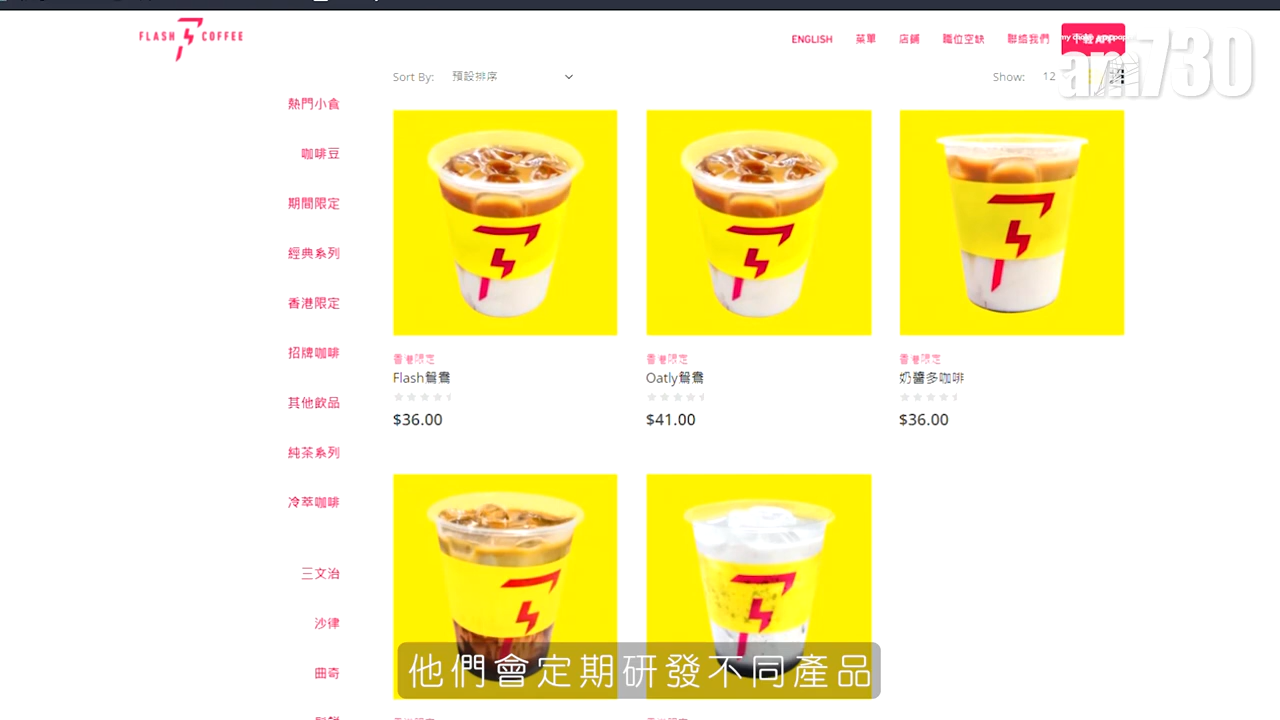 FLASH COFFEE
ENGLISH 菜單 店鋪 職位空缺 聯絡我們 下載 APP
am730
Sort By: 預設排序
Show: 12
熱門小食
咖啡豆
期間限定
經典系列
香港限定
招牌咖啡
其他飲品
純茶系列
冷萃咖啡
三文治
沙律
曲奇
香港限定
Flash鴛鴦
$36.00
香港限定
Oatly鴛鴦
$41.00
香港限定
奶醬多咖啡
$36.00
他們會定期研發不同產品